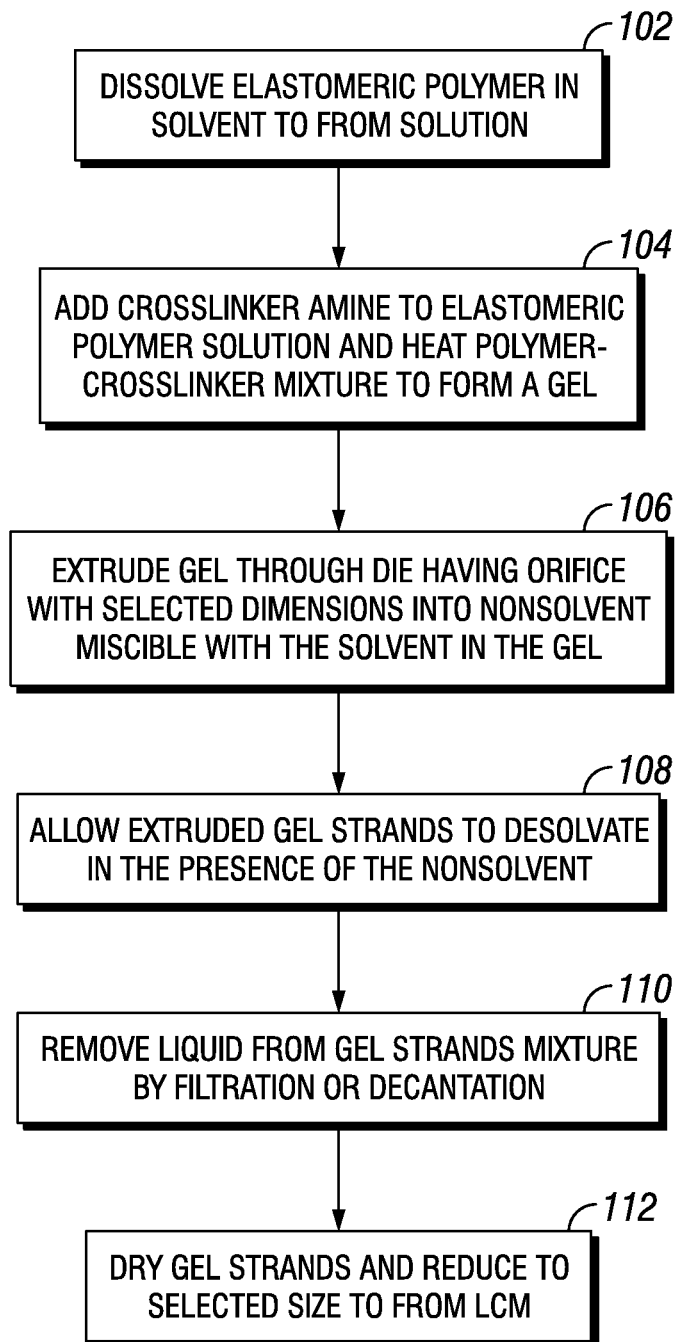 102
DISSOLVE ELASTOMERIC POLYMER IN
SOLVENT TO FROM SOLUTION
104
ADD CROSSLINKER AMINE TO ELASTOMERIC
POLYMER SOLUTION AND HEAT POLYMER-
CROSSLINKER MIXTURE TO FORM A GEL
106
EXTRUDE GEL THROUGH DIE HAVING ORIFICE
WITH SELECTED DIMENSIONS INTO NONSOLVENT
MISCIBLE WITH THE SOLVENT IN THE GEL
108
ALLOW EXTRUDED GEL STRANDS TO DESOLVATE
IN THE PRESENCE OF THE NONSOLVENT
110
REMOVE LIQUID FROM GEL STRANDS MIXTURE
BY FILTRATION OR DECANTATION
112
DRY GEL STRANDS AND REDUCE TO
SELECTED SIZE TO FROM LCM